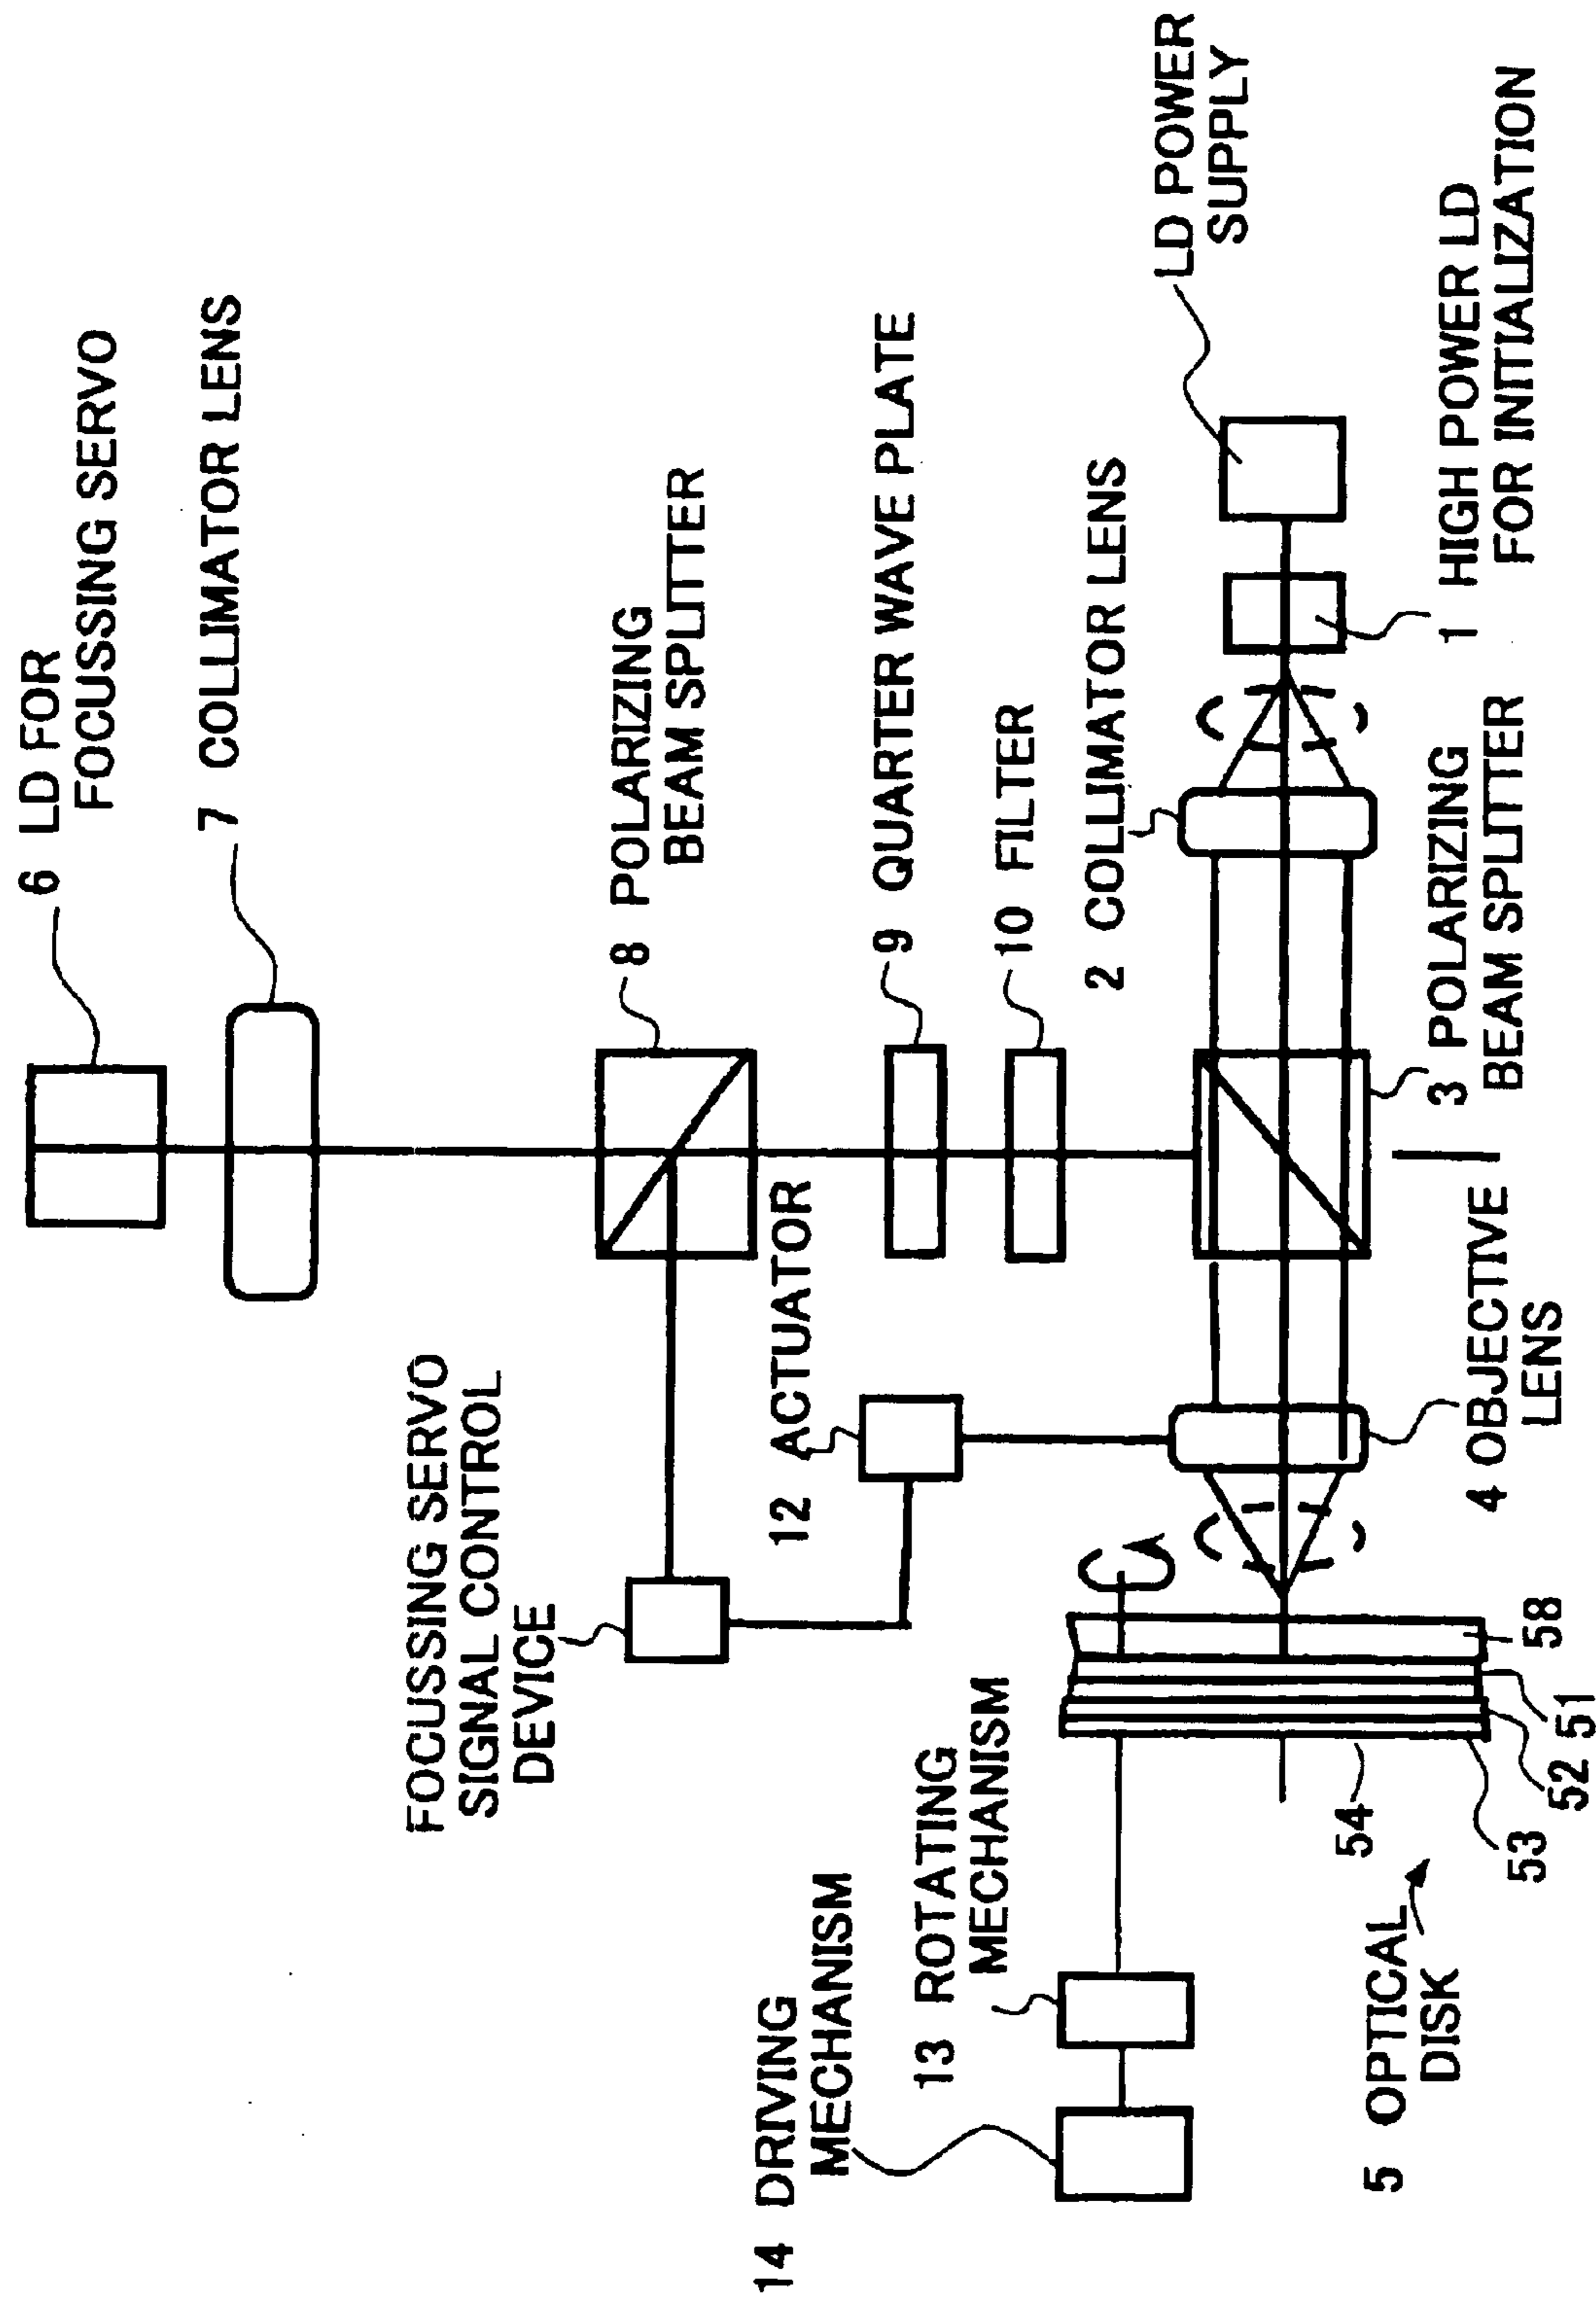 6 LD FOR
FOCUSSING SERVO
7 COLLIMATOR LENS
8 POLARIZING
BEAM SPLITTER
9 QUARTER WAVE PLATE
10 FILTER
2 COLLIMATOR LENS
LD POWER
SUPPLY
1 HIGH POWER LD
FOR INITIALIZATION
3 POLARIZING
BEAM SPLITTER
4 OBJECTIVE
LENS
FOCUSSING SERVO
SIGNAL CONTROL
DEVICE
12 ACTUATOR
14 DRIVING
MECHANISM
13 ROTATING
MECHANISM
5 OPTICAL
DISK
54
53
52
51
58